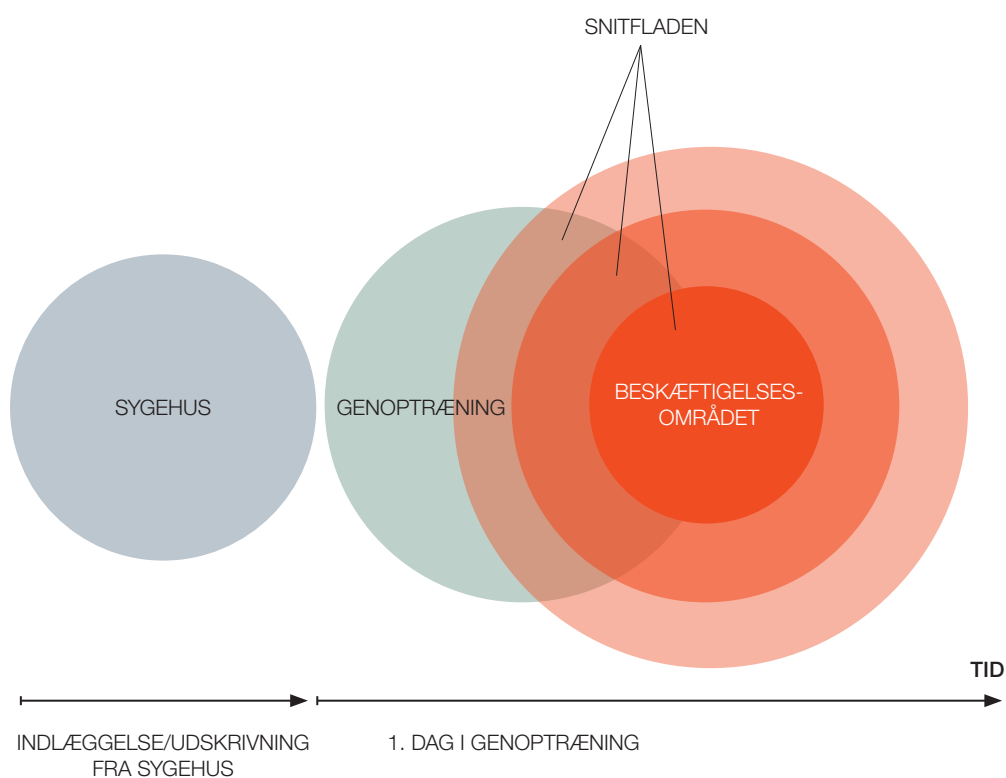 SNITFLADEN
SYGEHUS
GENOPTRÆNING
BESKÆFTIGELSES-
OMRÅDET
TID
INDLÆGGELSE/UDSKRIVNING
FRA SYGEHUS
1. DAG I GENOPTRÆNING